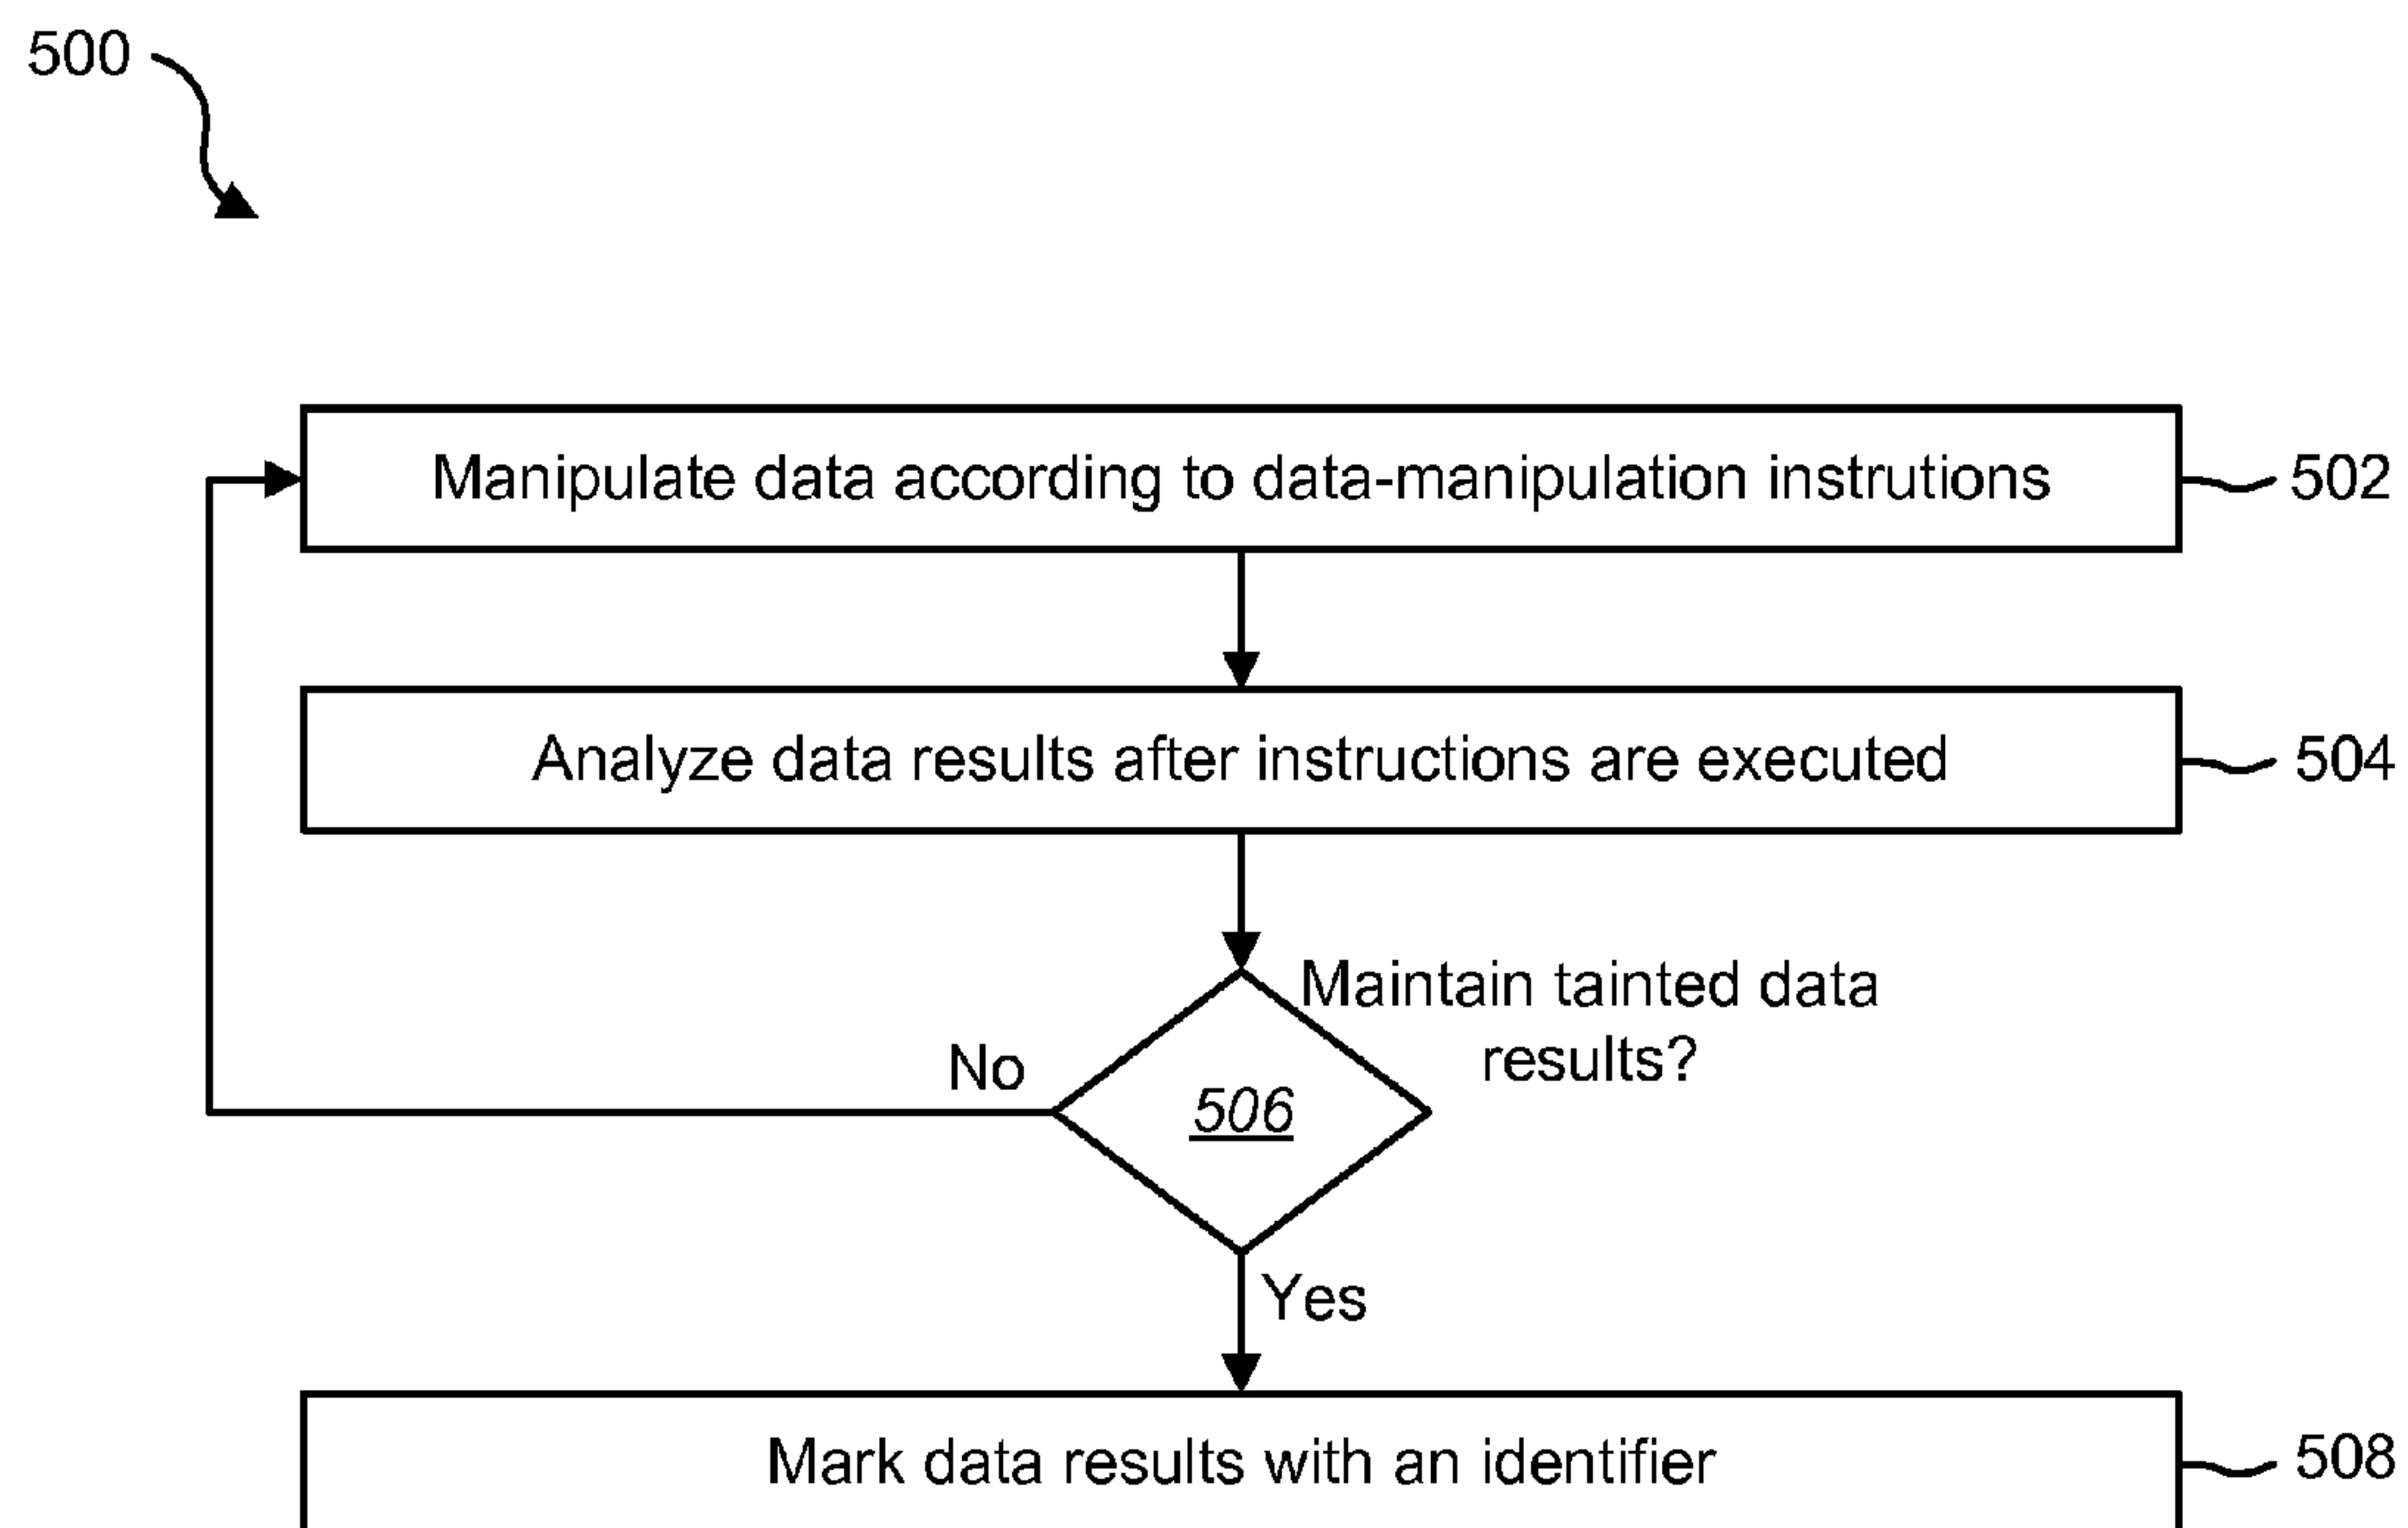 500
Manipulate data according to data-manipulation instrutions
502
Analyze data results after instructions are executed
504
Maintain tainted data
results?
No
506
Yes
Mark data results with an identifier
508